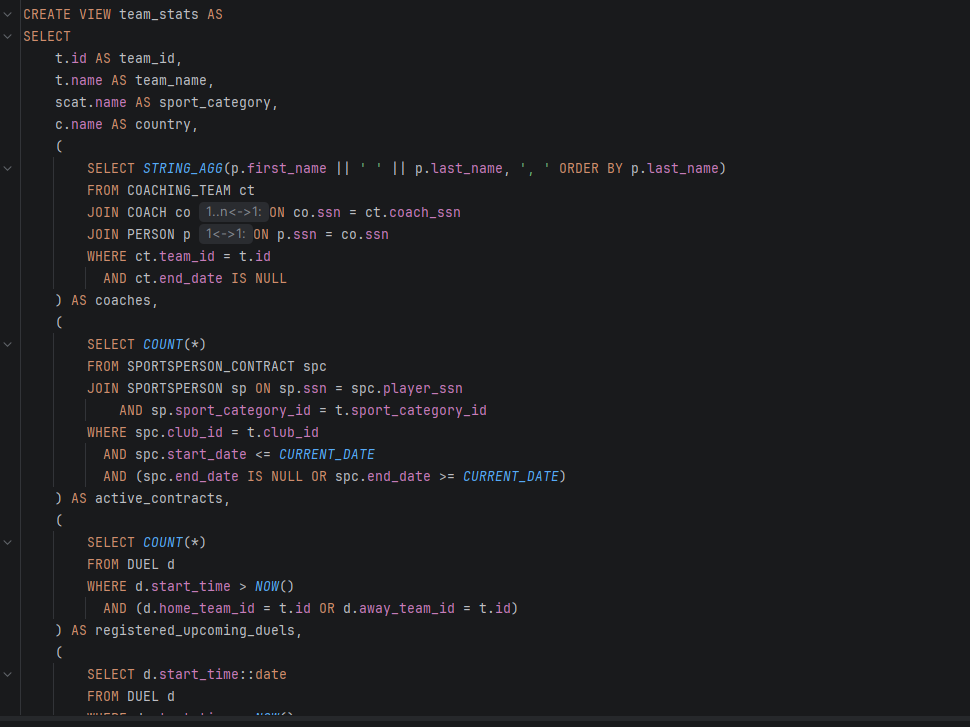 CREATE VIEW team_stats AS
SELECT
    t.id AS team_id,
    t.name AS team_name,
    scat.name AS sport_category,
    c.name AS country,
    (
        SELECT STRING_AGG(p.first_name || ' ' || p.last_name, ', ' ORDER BY p.last_name)
        FROM COACHING_TEAM ct
        JOIN COACH co 1..n<->1: ON co.ssn = ct.coach_ssn
        JOIN PERSON p 1<->1: ON p.ssn = co.ssn
        WHERE ct.team_id = t.id
          AND ct.end_date IS NULL
    ) AS coaches,
    (
        SELECT COUNT(*)
        FROM SPORTSPERSON_CONTRACT spc
        JOIN SPORTSPERSON sp ON sp.ssn = spc.player_ssn
            AND sp.sport_category_id = t.sport_category_id
        WHERE spc.club_id = t.club_id
          AND spc.start_date <= CURRENT_DATE
          AND (spc.end_date IS NULL OR spc.end_date >= CURRENT_DATE)
    ) AS active_contracts,
    (
        SELECT COUNT(*)
        FROM DUEL d
        WHERE d.start_time > NOW()
          AND (d.home_team_id = t.id OR d.away_team_id = t.id)
    ) AS registered_upcoming_duels,
    (
        SELECT d.start_time::date
        FROM DUEL d